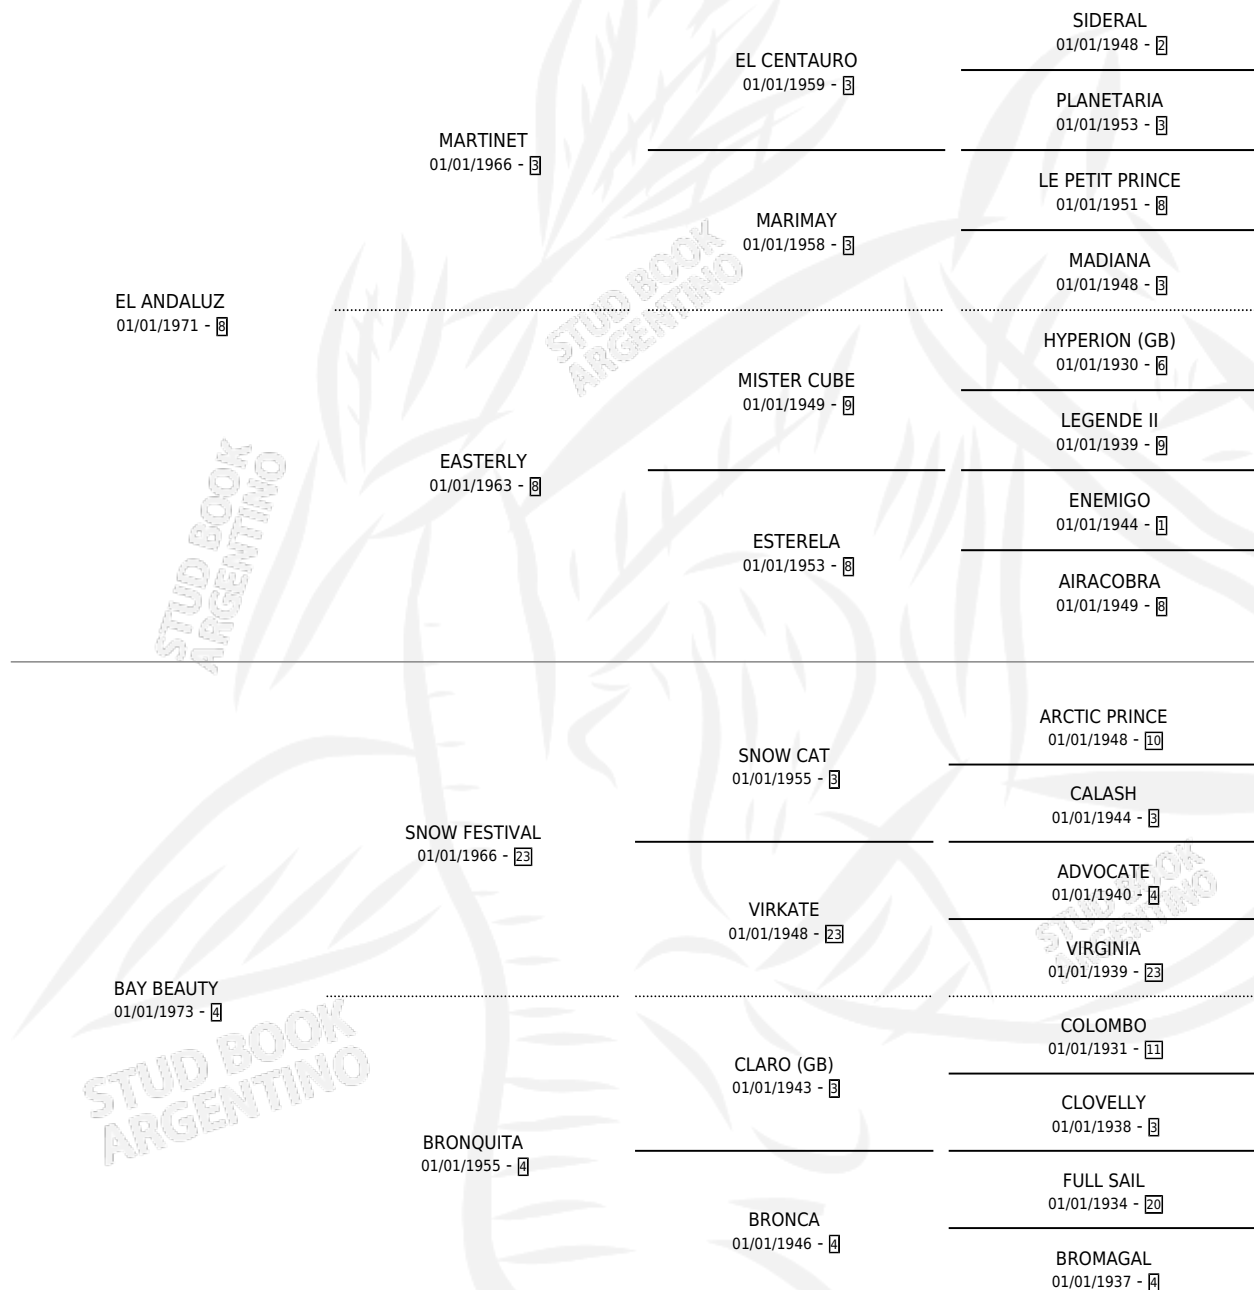 SIDERAL
01/01/1948 - 2
EL CENTAURO
01/01/1959 - 3
PLANETARIA
01/01/1953 - 3
MARTINET
01/01/1966 - 3
LE PETIT PRINCE
01/01/1951 - 8
MARIMAY
01/01/1958 - 3
MADIANA
01/01/1948 - 3
EL ANDALUZ
01/01/1971 - 8
HYPERION (GB)
01/01/1930 - 6
MISTER CUBE
01/01/1949 - 9
LEGENDE II
01/01/1939 - 9
EASTERLY
01/01/1963 - 8
ENEMIGO
01/01/1944 - 1
ESTERELA
01/01/1953 - 8
AIRACOBRA
01/01/1949 - 8
ARCTIC PRINCE
01/01/1948 - 10
SNOW CAT
01/01/1955 - 3
CALASH
01/01/1944 - 3
SNOW FESTIVAL
01/01/1966 - 23
ADVOCATE
01/01/1940 - 4
VIRKATE
01/01/1948 - 23
VIRGINIA
01/01/1939 - 23
BAY BEAUTY
01/01/1973 - 4
COLOMBO
01/01/1931 - 11
CLARO (GB)
01/01/1943 - 3
CLOVELLY
01/01/1938 - 3
BRONQUITA
01/01/1955 - 4
FULL SAIL
01/01/1934 - 20
BRONCA
01/01/1946 - 4
BROMAGAL
01/01/1937 - 4
STUD BOOK
ARGENTINO
STUD BOOK
ARGENTINO
STUD BOOK
ARGENTINO
STUD BOOK
ARGENTINO